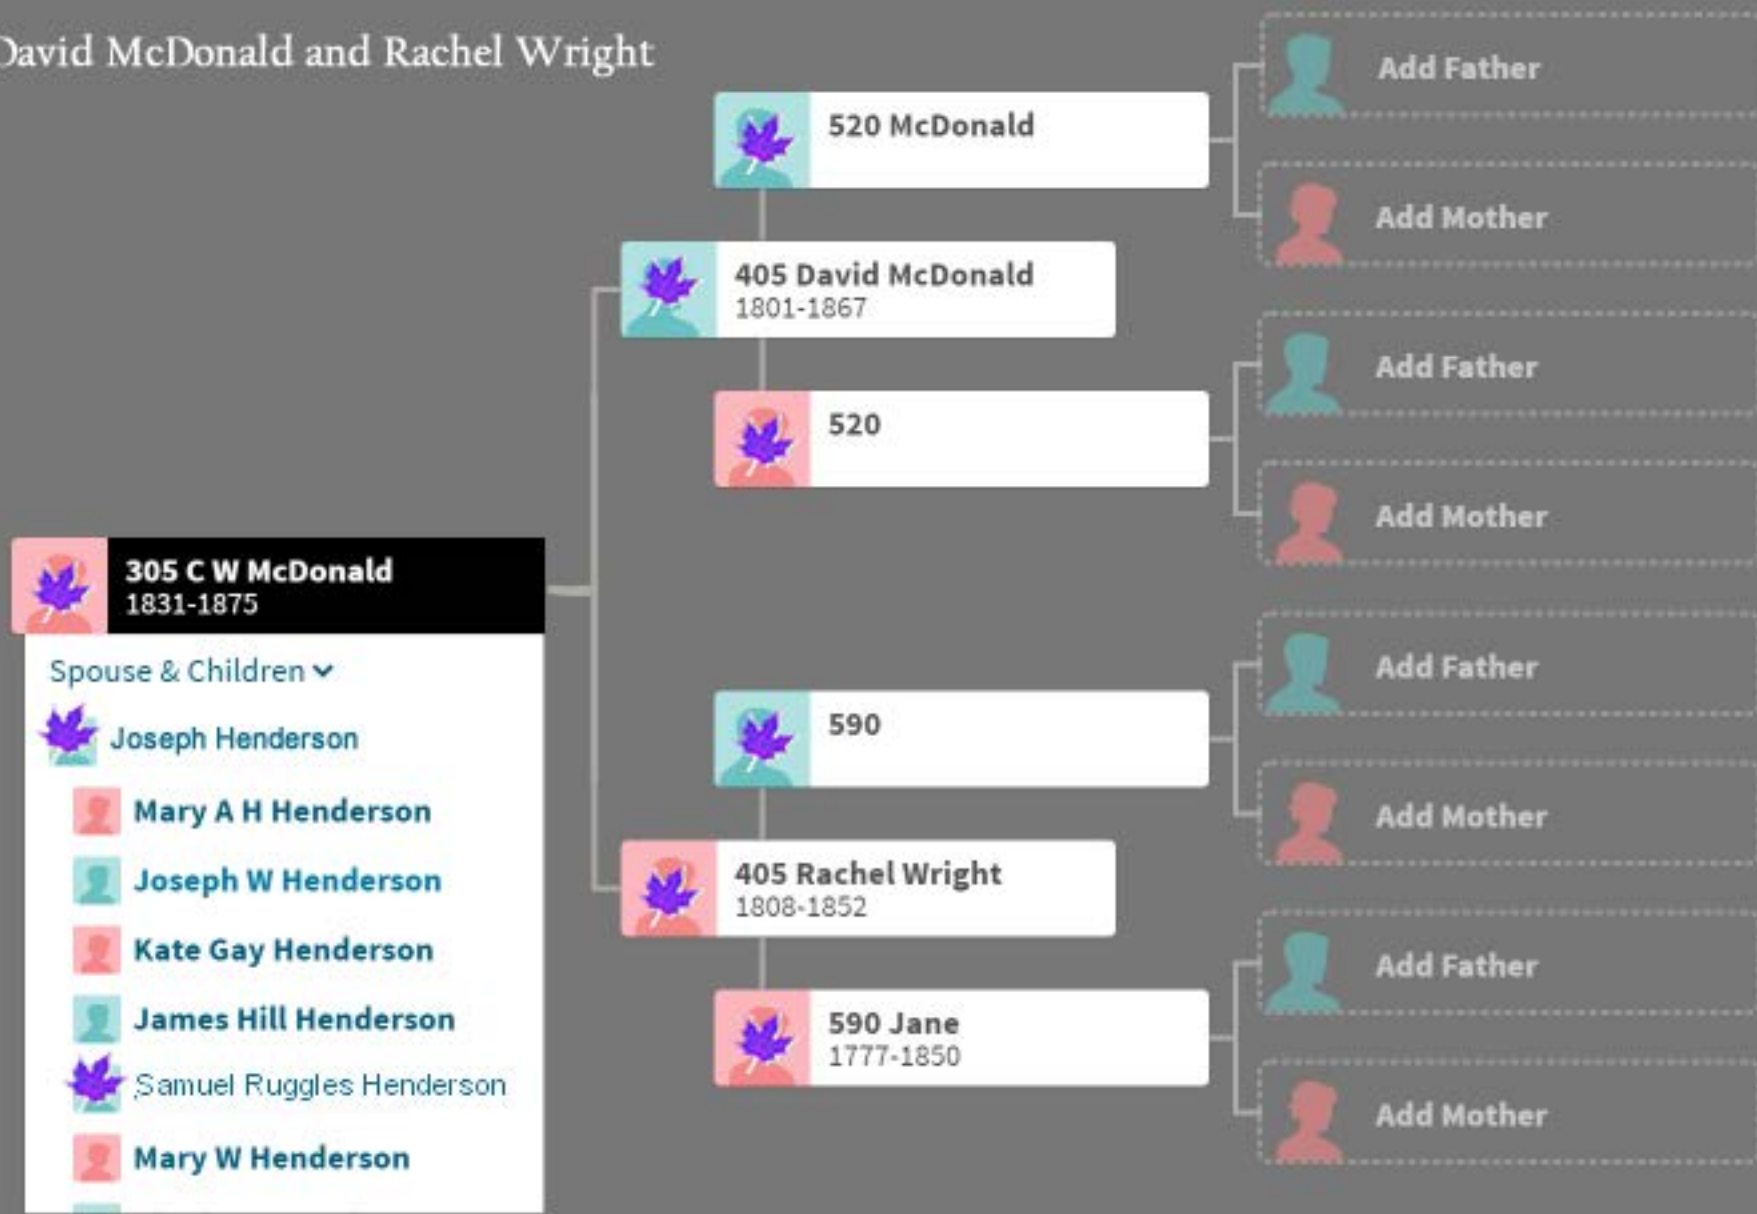 David McDonald and Rachel Wright
Add Father
520 McDonald
Add Mother
405 David McDonald
1801-1867
Add Father
520
Add Mother
305 C W McDonald
1831-1875
Spouse & Children
Joseph Henderson
Mary A H Henderson
Joseph W Henderson
Kate Gay Henderson
James Hill Henderson
Samuel Ruggles Henderson
Mary W Henderson
Add Father
590
Add Mother
405 Rachel Wright
1808-1852
Add Father
590 Jane
1777-1850
Add Mother